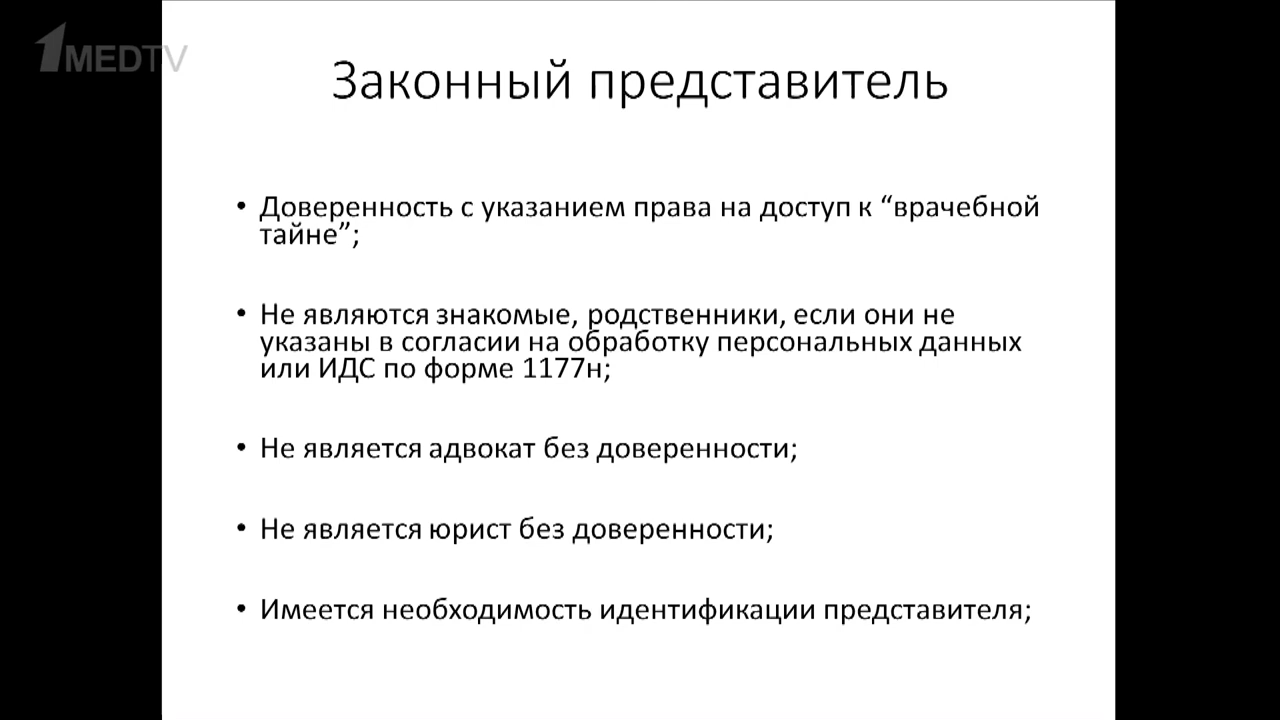 1MEDTV
Законный представитель
• Доверенность с указанием права на доступ к “врачебной
тайне”;
• Не являются знакомые, родственники, если они не
указаны в согласии на обработку персональных данных
или ИДС по форме 1177н;
• Не является адвокат без доверенности;
• Не является юрист без доверенности;
• Имеется необходимость идентификации представителя;